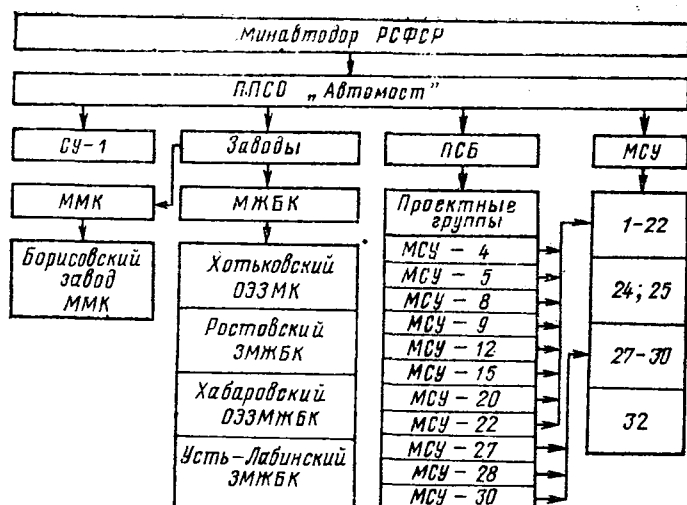 Минавтодор РСФСР
ППСО „Автомост"
СУ-1
Заводы
ПСБ
МСУ
ММК
МЖБК
Проектные
группы
1-22
Борисовский
завод
ММК
Хотьковский
ОЭЗМК
МСУ - 4
МСУ - 5
МСУ - 8
МСУ - 9
МСУ - 12
МСУ - 15
МСУ - 20
МСУ - 22
МСУ - 27
МСУ - 28
МСУ - 30
24; 25
Ростовский
ЗМЖБК
27-30
Хабаровский
ОЭЗМЖБК
32
Усть-Лабинский
ЗМЖБК